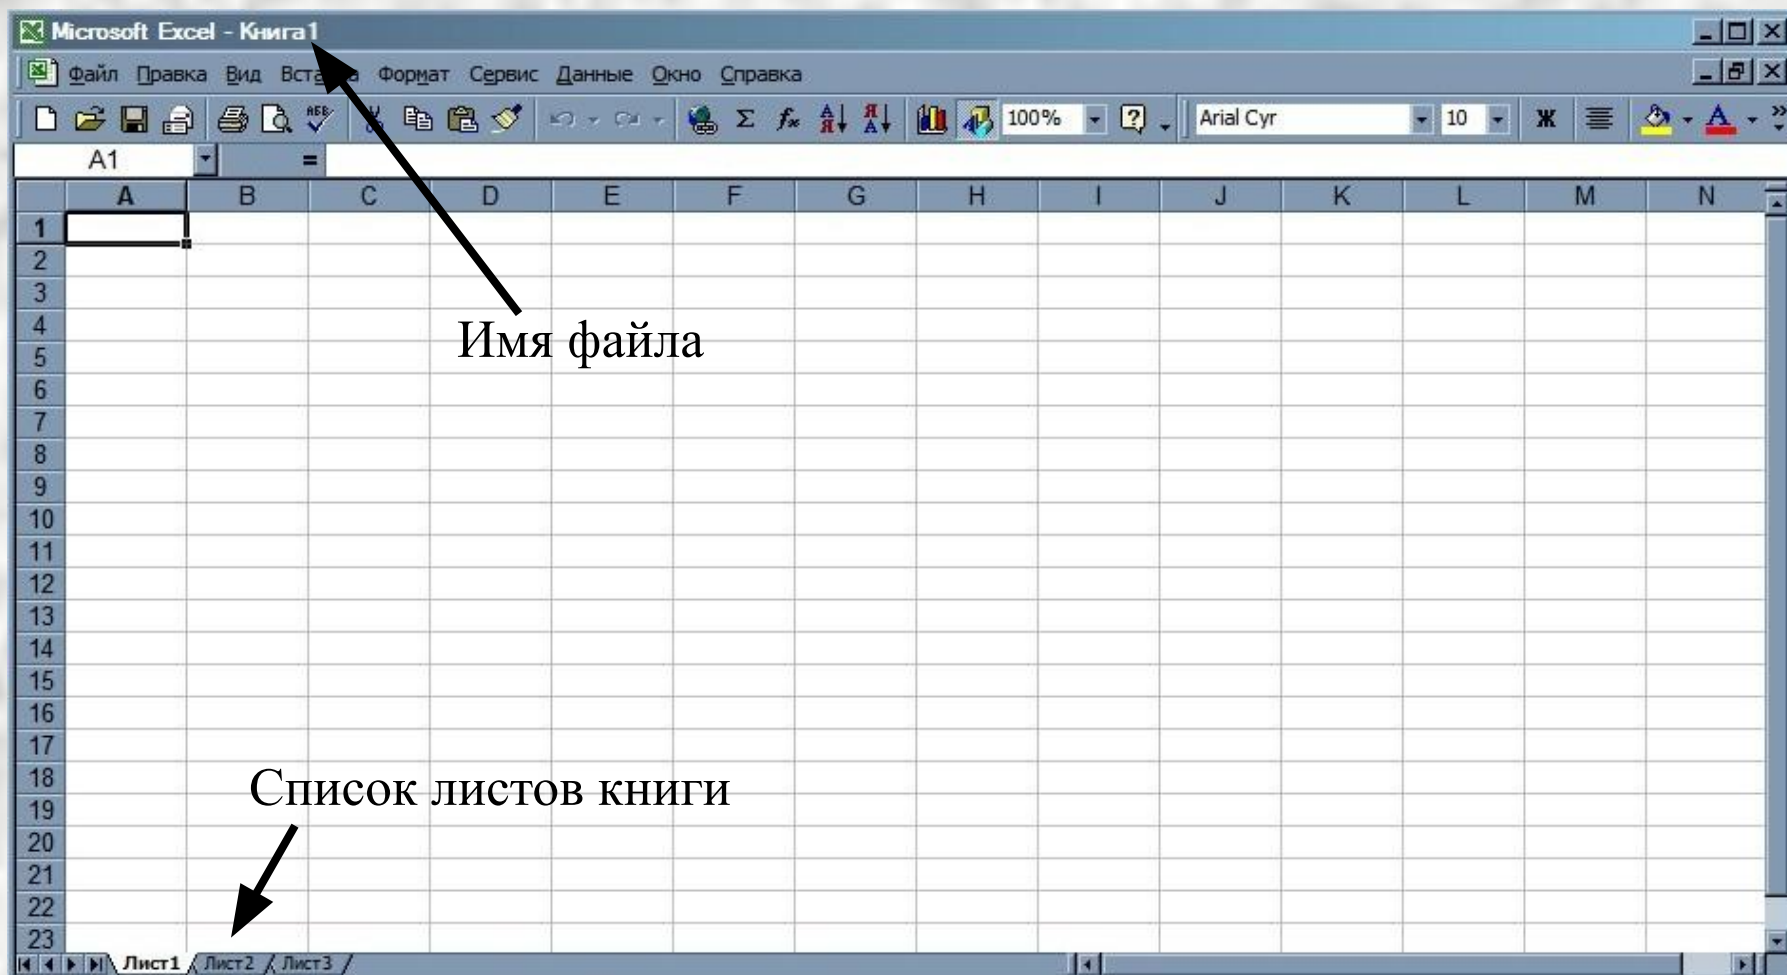 Microsoft Excel - Книга1
Файл Правка Вид Вставка Формат Сервис Данные Окно Справка
100% Arial Cyr 10 Ж
A1 =
A B C D E F G H I J K L M N
1
2
3
4
Имя файла
5
6
7
8
9
10
11
12
13
14
15
16
17
18
Список листов книги
19
20
21
22
23
Лист1 Лист2 Лист3